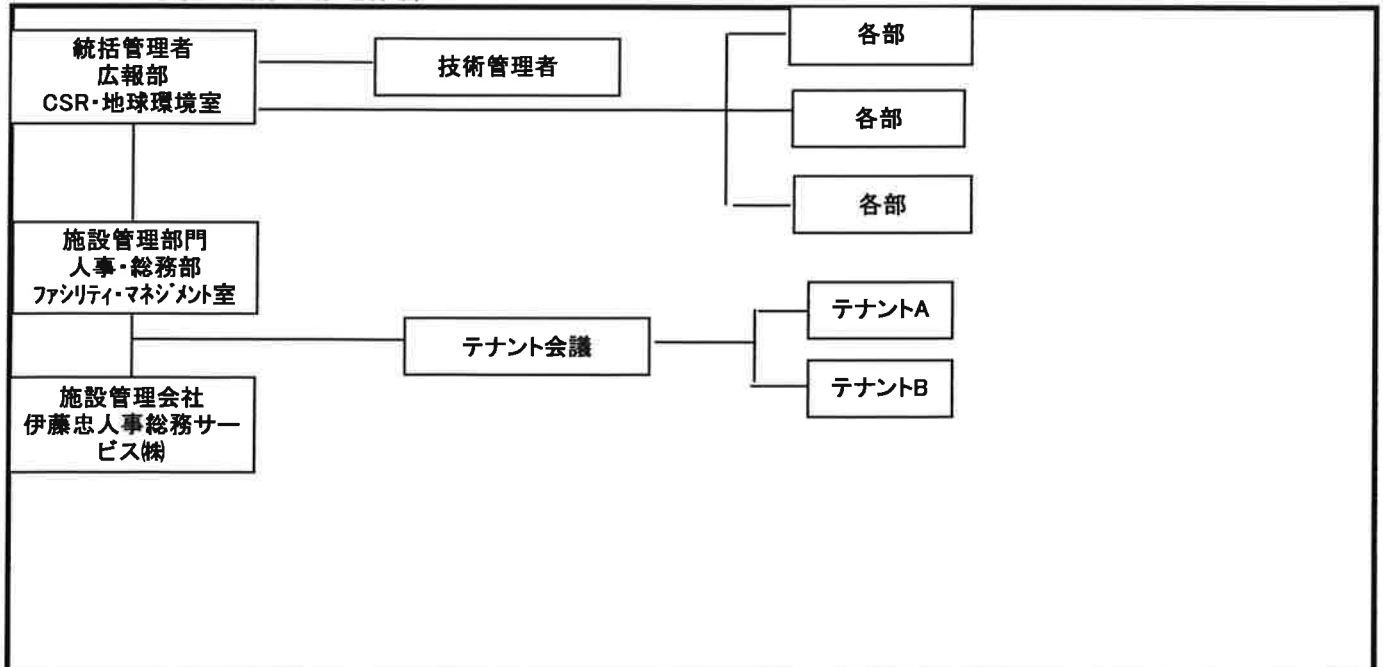 統括管理者
広報部
CSR・地球環境室
技術管理者
各部
各部
各部
施設管理部門
人事・総務部
ファシリティ・マネジメント室
テナント会議
テナントA
テナントB
施設管理会社
伊藤忠人事総務サー
ビス㈱